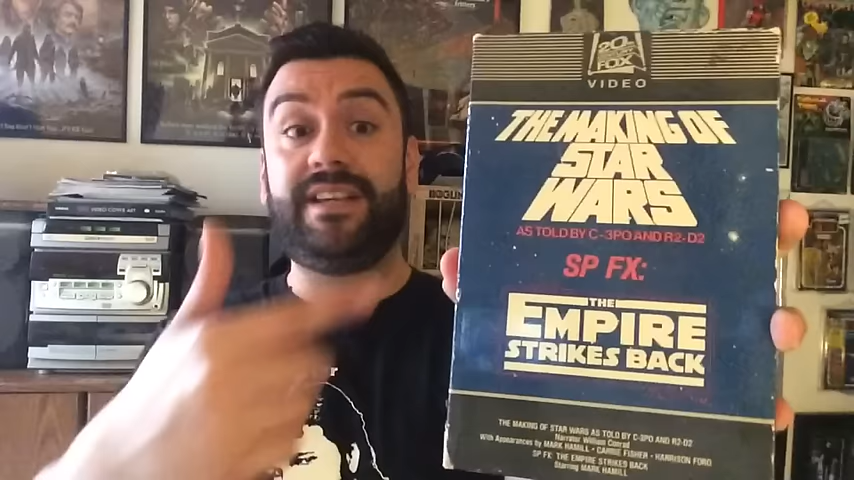 20th
CENTURY
FOX
VIDEO
THE MAKING OF
STAR
WARS
AS TOLD BY C-3PO AND R2-D2
SP FX:
THE
EMPIRE
STRIKES BACK
THE MAKING OF STAR WARS AS TOLD BY C-3PO AND R2-D2
Narrator William Conrad
With Appearances by MARK HAMILL · CARRIE FISHER · HARRISON FORD
SP FX: THE EMPIRE STRIKES BACK
Starring MARK HAMILL